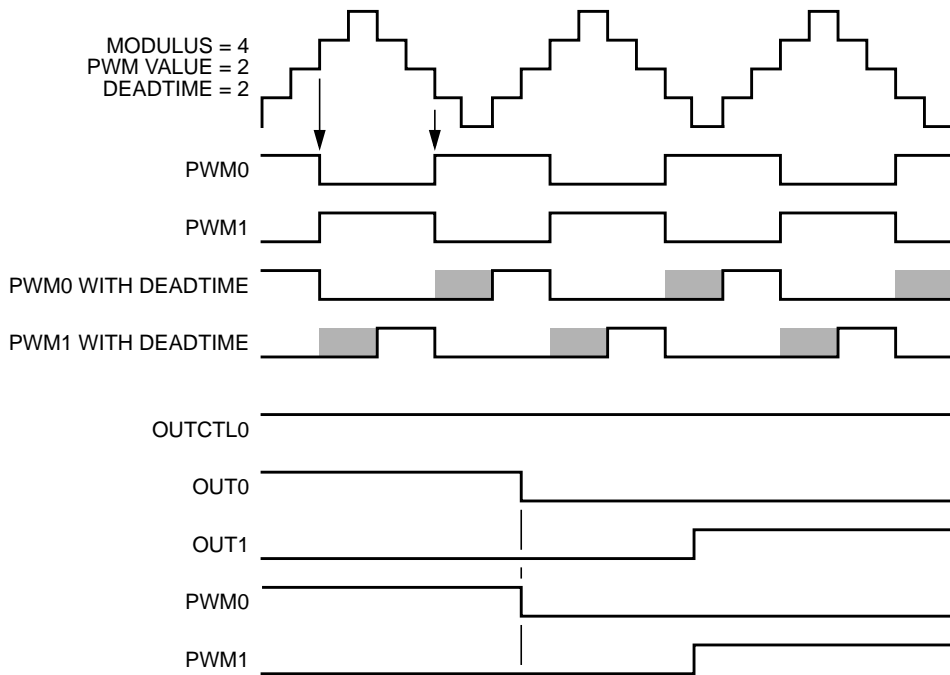 MODULUS = 4
PWM VALUE = 2
DEADTIME = 2
PWM0
PWM1
PWM0 WITH DEADTIME
PWM1 WITH DEADTIME
OUTCTL0
OUT0
OUT1
PWM0
PWM1